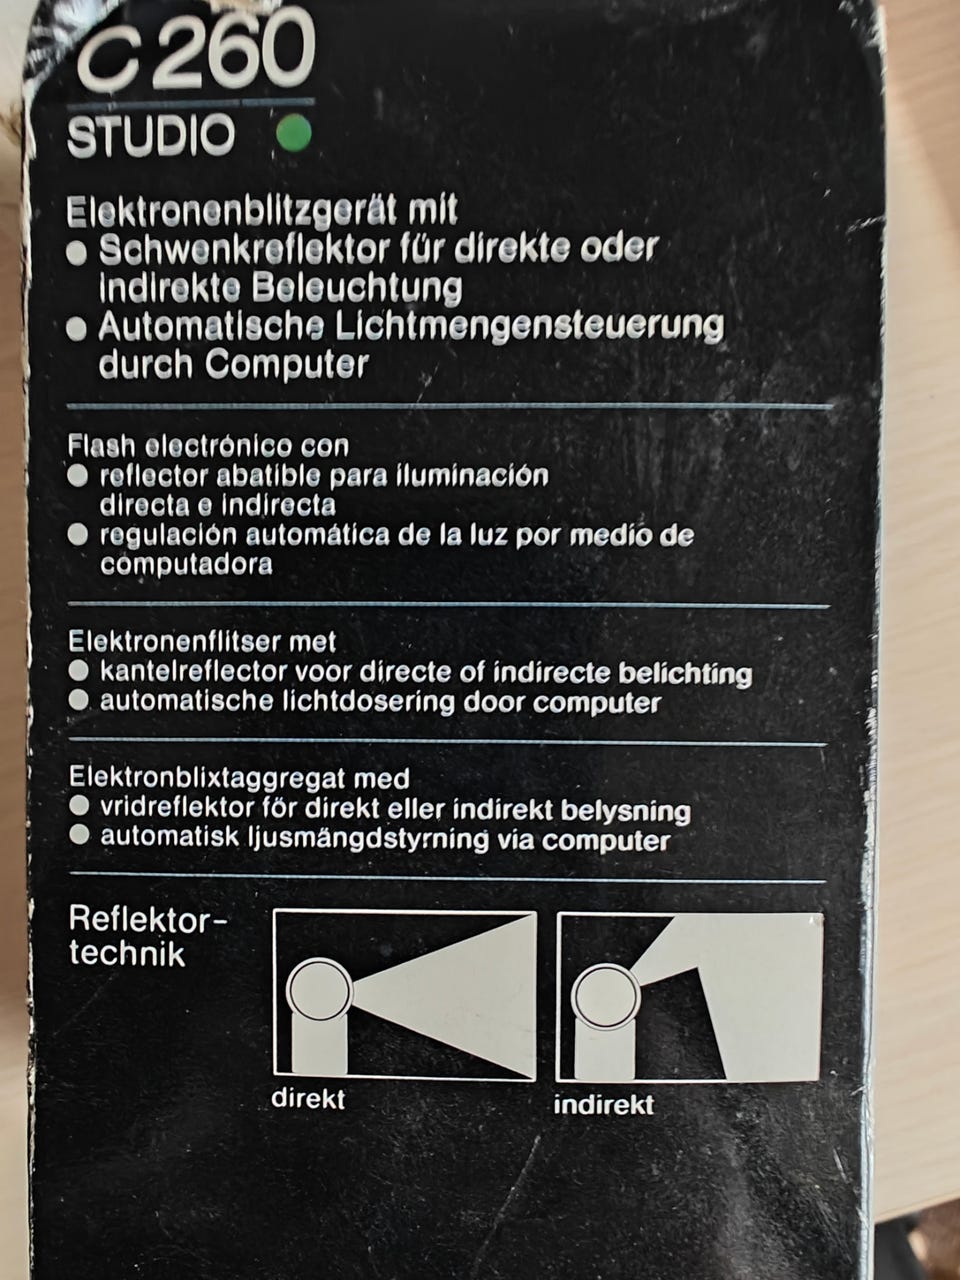 C 260
STUDIO
Elektronenblitzgerät mit
● Schwenkreflektor für direkte oder
indirekte Beleuchtung
● Automatische Lichtmengensteuerung
durch Computer
Flash electrónico con
● reflector abatible para iluminación
directa e indirecta
● regulación automática de la luz por medio de
computadora
Elektronenflitser met
● kantelreflector voor directe of indirecte belichting
● automatische lichtdosering door computer
Elektronblixtaggregat med
● vridreflektor för direkt eller indirekt belysning
● automatisk ljusmängdstyrning via computer
Reflektor-
technik
direkt
indirekt